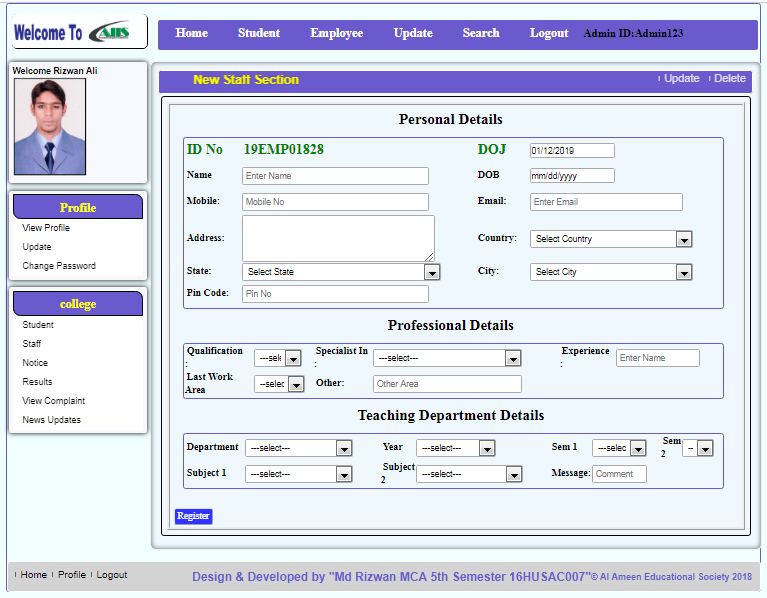 Welcome To AIIS
Home Student Employee Update Search Logout Admin ID:Admin123
Welcome Rizwan Ali
New Staff Section Update Delete
Profile
View Profile
Update
Change Password
college
Student
Staff
Notice
Results
View Complaint
News Updates
Personal Details
ID No 19EMP01828 DOJ 01/12/2019
Name Enter Name DOB mm/dd/yyyy
Mobile: Mobile No Email: Enter Email
Address: Country: Select Country
State: Select State City: Select City
Pin Code: Pin No
Professional Details
Qualification : ---sele Specialist In : ---select--- Experience : Enter Name
Last Work Area --selec Other: Other Area
Teaching Department Details
Department ---select--- Year ---select--- Sem 1 ---selec Sem 2 --
Subject 1 ---select--- Subject 2 ---select--- Message: Comment
Register
Home Profile Logout Design & Developed by "Md Rizwan MCA 5th Semester 16HUSAC007"© Al Ameen Educational Society 2018